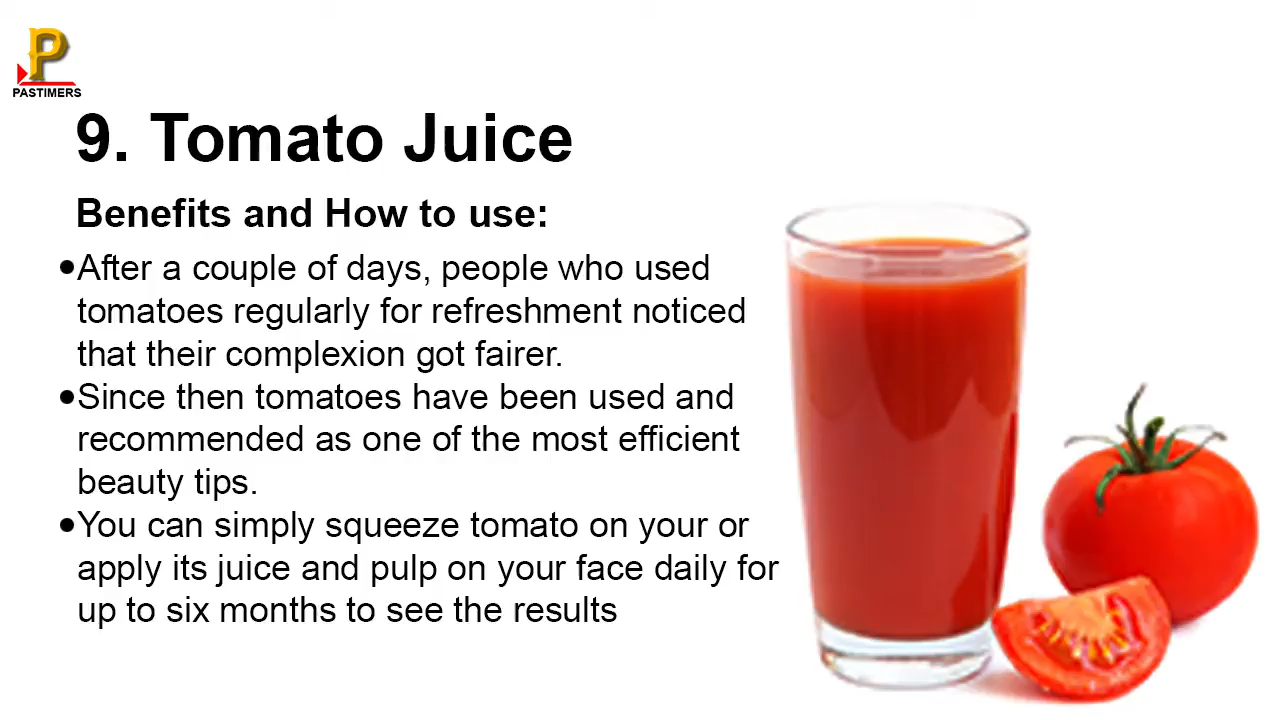 P
PASTIMERS
9. Tomato Juice
Benefits and How to use:
•After a couple of days, people who used
tomatoes regularly for refreshment noticed
that their complexion got fairer.
•Since then tomatoes have been used and
recommended as one of the most efficient
beauty tips.
•You can simply squeeze tomato on your or
apply its juice and pulp on your face daily for
up to six months to see the results